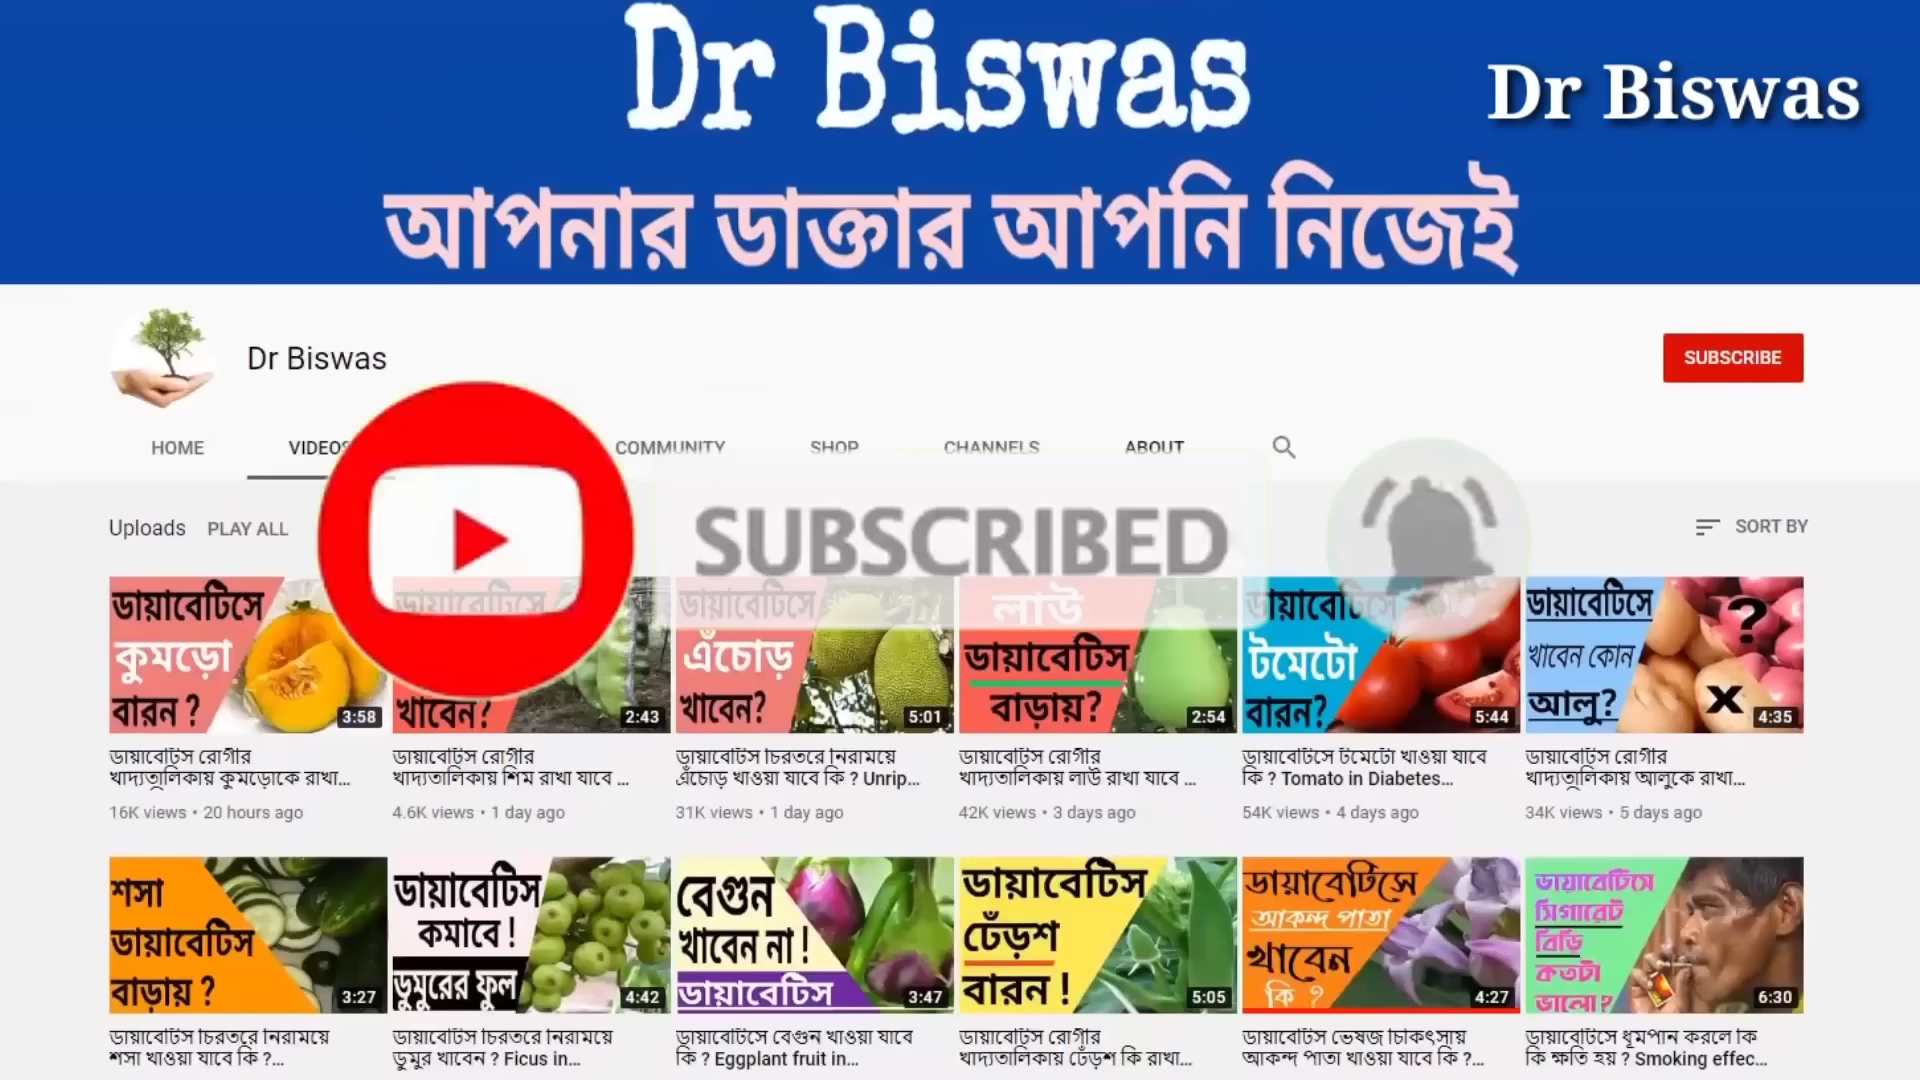 Dr Biswas
Dr Biswas
আপনার ডাক্তার আপনি নিজেই
Dr Biswas
SUBSCRIBE
HOME
VIDEOS
COMMUNITY
SHOP
CHANNELS
ABOUT
Uploads
PLAY ALL
SUBSCRIBED
SORT BY
ডায়াবেটিসে
কুমড়ো
বারন ?
3:58
ডায়াবেটিসে
খাবেন?
2:43
ডায়াবেটিসে
এঁচোড়
খাবেন?
5:01
লাউ
ডায়াবেটিস
বাড়ায়?
2:54
ডায়াবেটিসে
টমেটো
বারন?
5:44
ডায়াবেটিসে
খাবেন কোন
আলু?
?
X
4:35
ডায়াবেটিস রোগীর
খাদ্যতালিকায় কুমড়োকে রাখা...
16K views • 20 hours ago
ডায়াবেটিস রোগীর
খাদ্যতালিকায় শিম রাখা যাবে ...
4.6K views • 1 day ago
ডায়াবেটিস চিরতরে নিরাময়ে
এঁচোড় খাওয়া যাবে কি ? Unrip...
31K views • 1 day ago
ডায়াবেটিস রোগীর
খাদ্যতালিকায় লাউ রাখা যাবে ...
42K views • 3 days ago
ডায়াবেটিসে টমেটো খাওয়া যাবে
কি ? Tomato in Diabetes...
54K views • 4 days ago
ডায়াবেটিস রোগীর
খাদ্যতালিকায় আলুকে রাখা...
34K views • 5 days ago
শসা
ডায়াবেটিস
বাড়ায় ?
3:27
ডায়াবেটিস
কমাবে !
ডুমুরের ফুল
4:42
বেগুন
খাবেন না !
ডায়াবেটিস
3:47
ডায়াবেটিস
ঢেঁড়শ
বারন !
5:05
ডায়াবেটিসে
আকন্দ পাতা
খাবেন
কি ?
4:27
ডায়াবেটিসে
সিগারেট
বিড়ি
কতটা
ভালো?
6:30
ডায়াবেটিস চিরতরে নিরাময়ে
শসা খাওয়া যাবে কি ?...
ডায়াবেটিস চিরতরে নিরাময়ে
ডুমুর খাবেন ? Ficus in...
ডায়াবেটিসে বেগুন খাওয়া যাবে
কি ? Eggplant fruit in...
ডায়াবেটিস রোগীর
খাদ্যতালিকায় ঢেঁড়শ কি রাখা...
ডায়াবেটিস ভেষজ চিকিৎসায়
আকন্দ পাতা খাওয়া যাবে কি ?...
ডায়াবেটিসে ধূমপান করলে কি
কি ক্ষতি হয় ? Smoking effec...